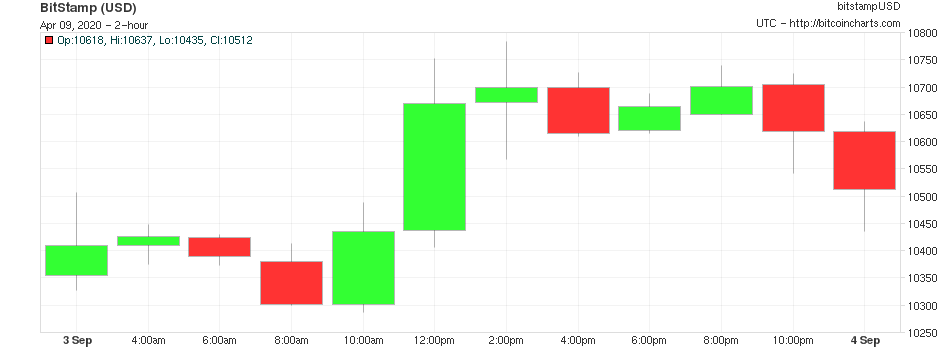 BitStamp (USD)
bitstampUSD
Apr 09, 2020 - 2-hour
UTC - http://bitcoincharts.com
Op:10618, Hi:10637, Lo:10435, Cl:10512
10800
10750
10700
10650
10600
10550
10500
10450
10400
10350
10300
10250
3 Sep 4:00am 6:00am 8:00am 10:00am 12:00pm 2:00pm 4:00pm 6:00pm 8:00pm 10:00pm 4 Sep